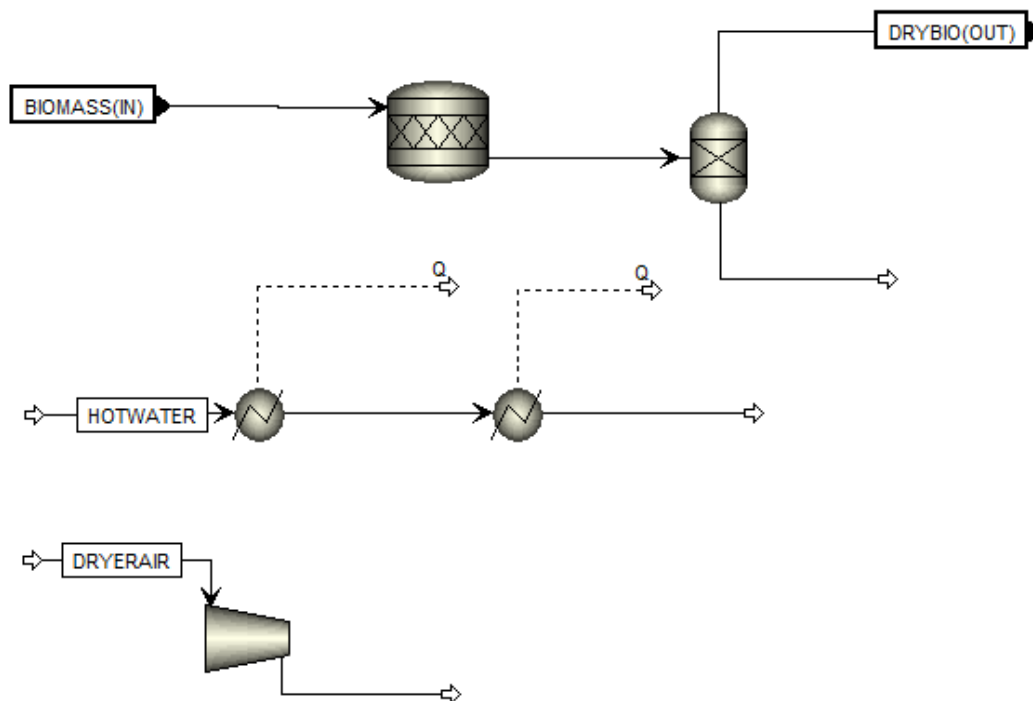 DRYBIO(OUT)
BIOMASS(IN)
Q
Q
HOTWATER
DRYERAIR